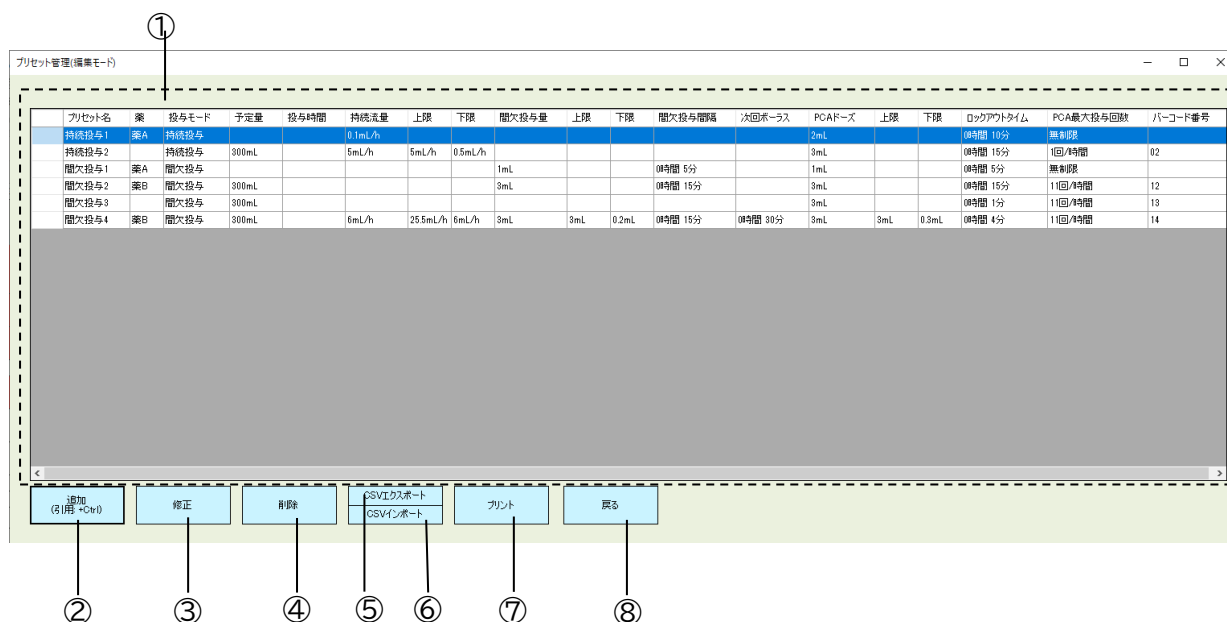 ①
プリセット管理(編集モード)
プリセット名 薬 投与モード 予定量 投与時間 持続流量 上限 下限 間欠投与量 上限 下限 間欠投与間隔 次回ボーラス PCAドーズ 上限 下限 ロックアウトタイム PCA最大投与回数 バーコード番号
持続投与1 薬A 持続投与 0.1mL/h 2mL 0時間 10分 無制限
持続投与2 持続投与 300mL 5mL/h 5mL/h 0.5mL/h 3mL 0時間 15分 1回/時間 02
間欠投与1 薬A 間欠投与 1mL 0時間 5分 1mL 0時間 5分 無制限
間欠投与2 薬B 間欠投与 300mL 3mL 0時間 15分 3mL 0時間 15分 11回/時間 12
間欠投与3 間欠投与 300mL 3mL 0時間 1分 11回/時間 13
間欠投与4 薬B 間欠投与 300mL 6mL/h 25.5mL/h 6mL/h 3mL 3mL 0.2mL 0時間 15分 0時間 30分 3mL 3mL 0.3mL 0時間 4分 11回/時間 14
追加
(引用: +Ctrl)
修正
削除
CSVエクスポート
CSVインポート
プリント
戻る
② ③ ④ ⑤ ⑥ ⑦ ⑧